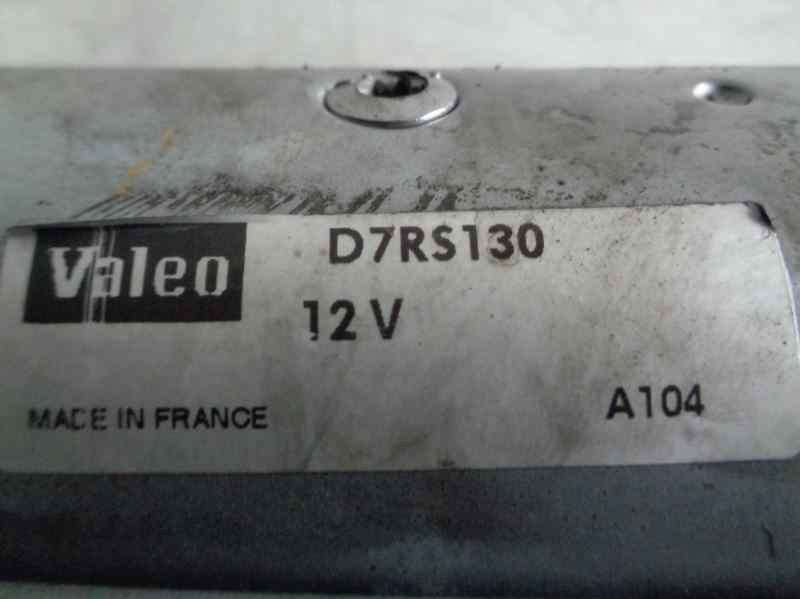 Valeo
D7RS130
12 V
MADE IN FRANCE
A104